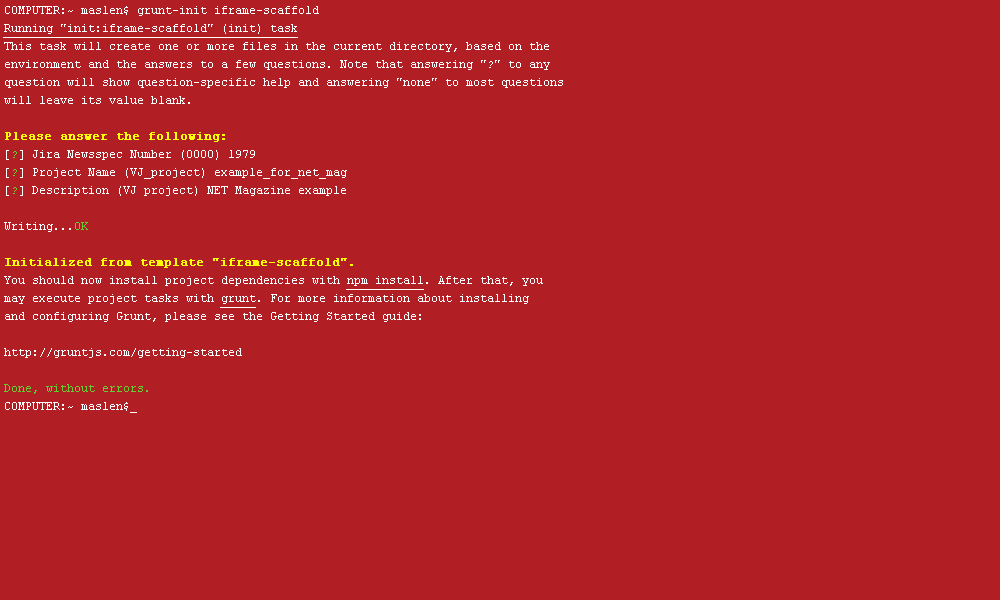 COMPUTER:~ maslen$ grunt-init iframe-scaffold
Running "init:iframe-scaffold" (init) task
This task will create one or more files in the current directory, based on the
environment and the answers to a few questions. Note that answering "?" to any
question will show question-specific help and answering "none" to most questions
will leave its value blank.
Please answer the following:
[?] Jira Newsspec Number (0000) 1979
[?] Project Name (VJ_project) example_for_net_mag
[?] Description (VJ project) NET Magazine example
Writing...OK
Initialized from template "iframe-scaffold".
You should now install project dependencies with npm install. After that, you
may execute project tasks with grunt. For more information about installing
and configuring Grunt, please see the Getting Started guide:
http://gruntjs.com/getting-started
Done, without errors.
COMPUTER:~ maslen$_